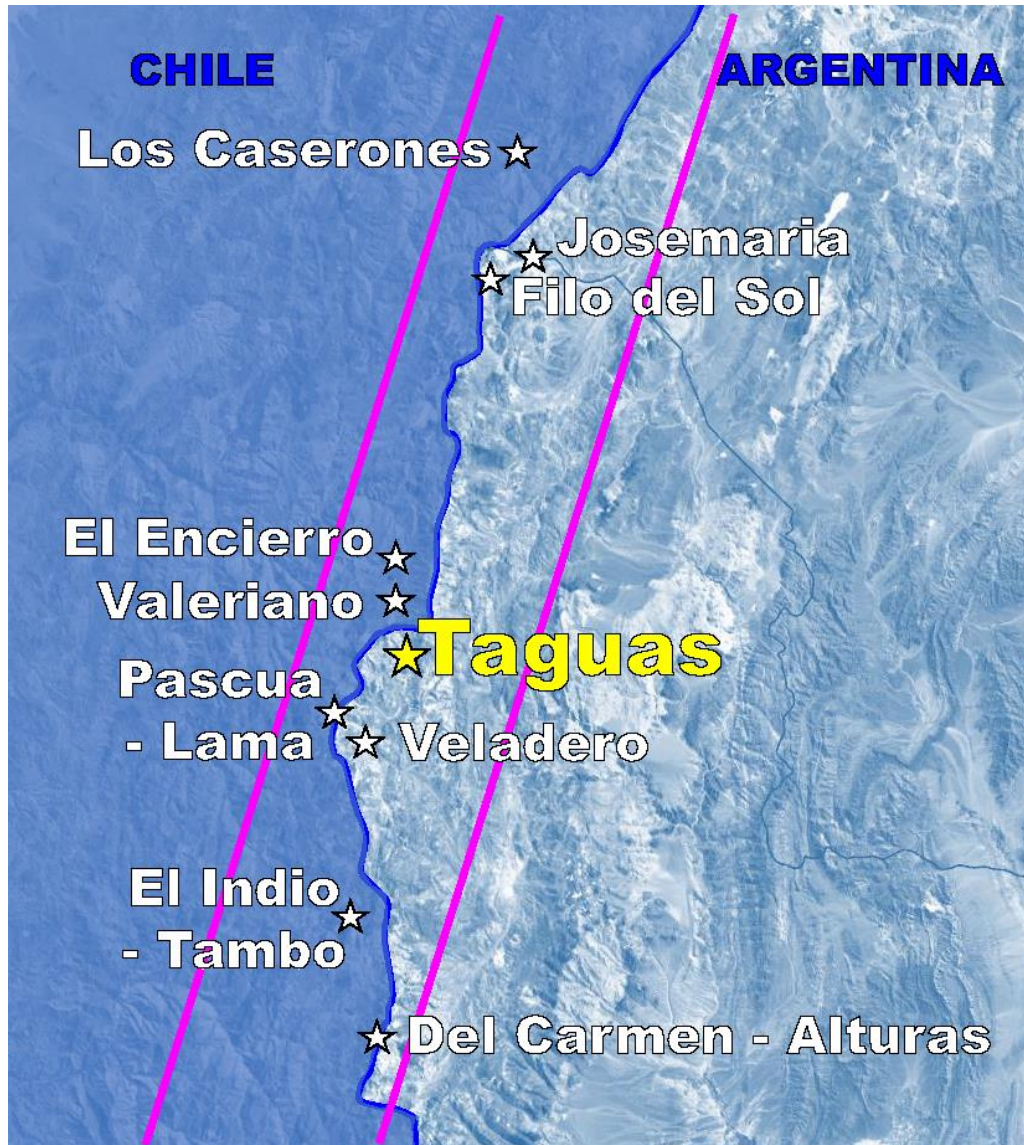 CHILE
ARGENTINA
Los Caserones
Josemaria
Filo del Sol
El Encierro
Valeriano
Taguas
Pascua
- Lama
Veladero
El Indio
- Tambo
Del Carmen - Alturas